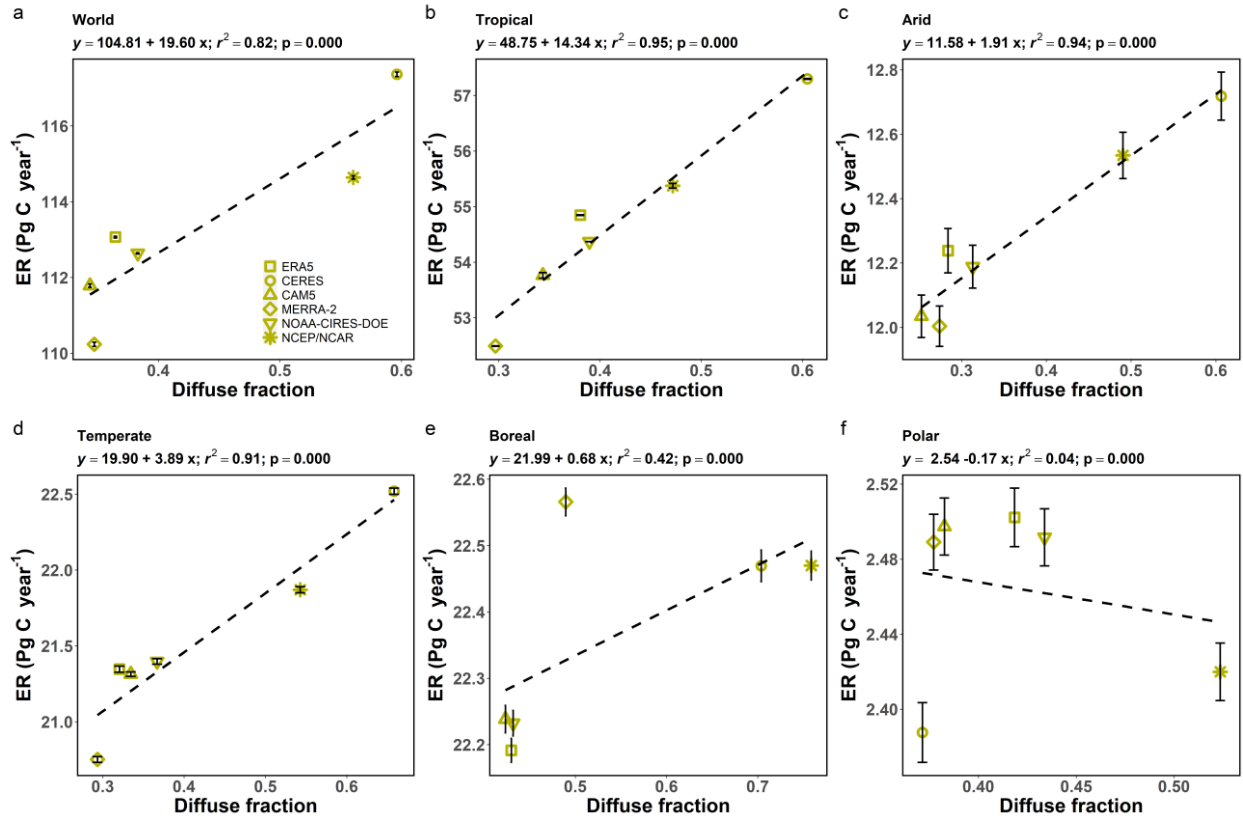 a
World
y = 104.81 + 19.60 x; r² = 0.82; p = 0.000
ER (Pg C year⁻¹)
116
114
112
110
0.4
0.5
0.6
Diffuse fraction
ERA5
CERES
CAM5
MERRA-2
NOAA-CIRES-DOE
NCEP/NCAR
b
Tropical
y = 48.75 + 14.34 x; r² = 0.95; p = 0.000
ER (Pg C year⁻¹)
57
56
55
54
53
0.3
0.4
0.5
0.6
Diffuse fraction
c
Arid
y = 11.58 + 1.91 x; r² = 0.94; p = 0.000
ER (Pg C year⁻¹)
12.8
12.6
12.4
12.2
12.0
0.3
0.4
0.5
0.6
Diffuse fraction
d
Temperate
y = 19.90 + 3.89 x; r² = 0.91; p = 0.000
ER (Pg C year⁻¹)
22.5
22.0
21.5
21.0
0.3
0.4
0.5
0.6
Diffuse fraction
e
Boreal
y = 21.99 + 0.68 x; r² = 0.42; p = 0.000
ER (Pg C year⁻¹)
22.6
22.5
22.4
22.3
22.2
0.5
0.6
0.7
Diffuse fraction
f
Polar
y = 2.54 -0.17 x; r² = 0.04; p = 0.000
ER (Pg C year⁻¹)
2.52
2.48
2.44
2.40
0.40
0.45
0.50
Diffuse fraction